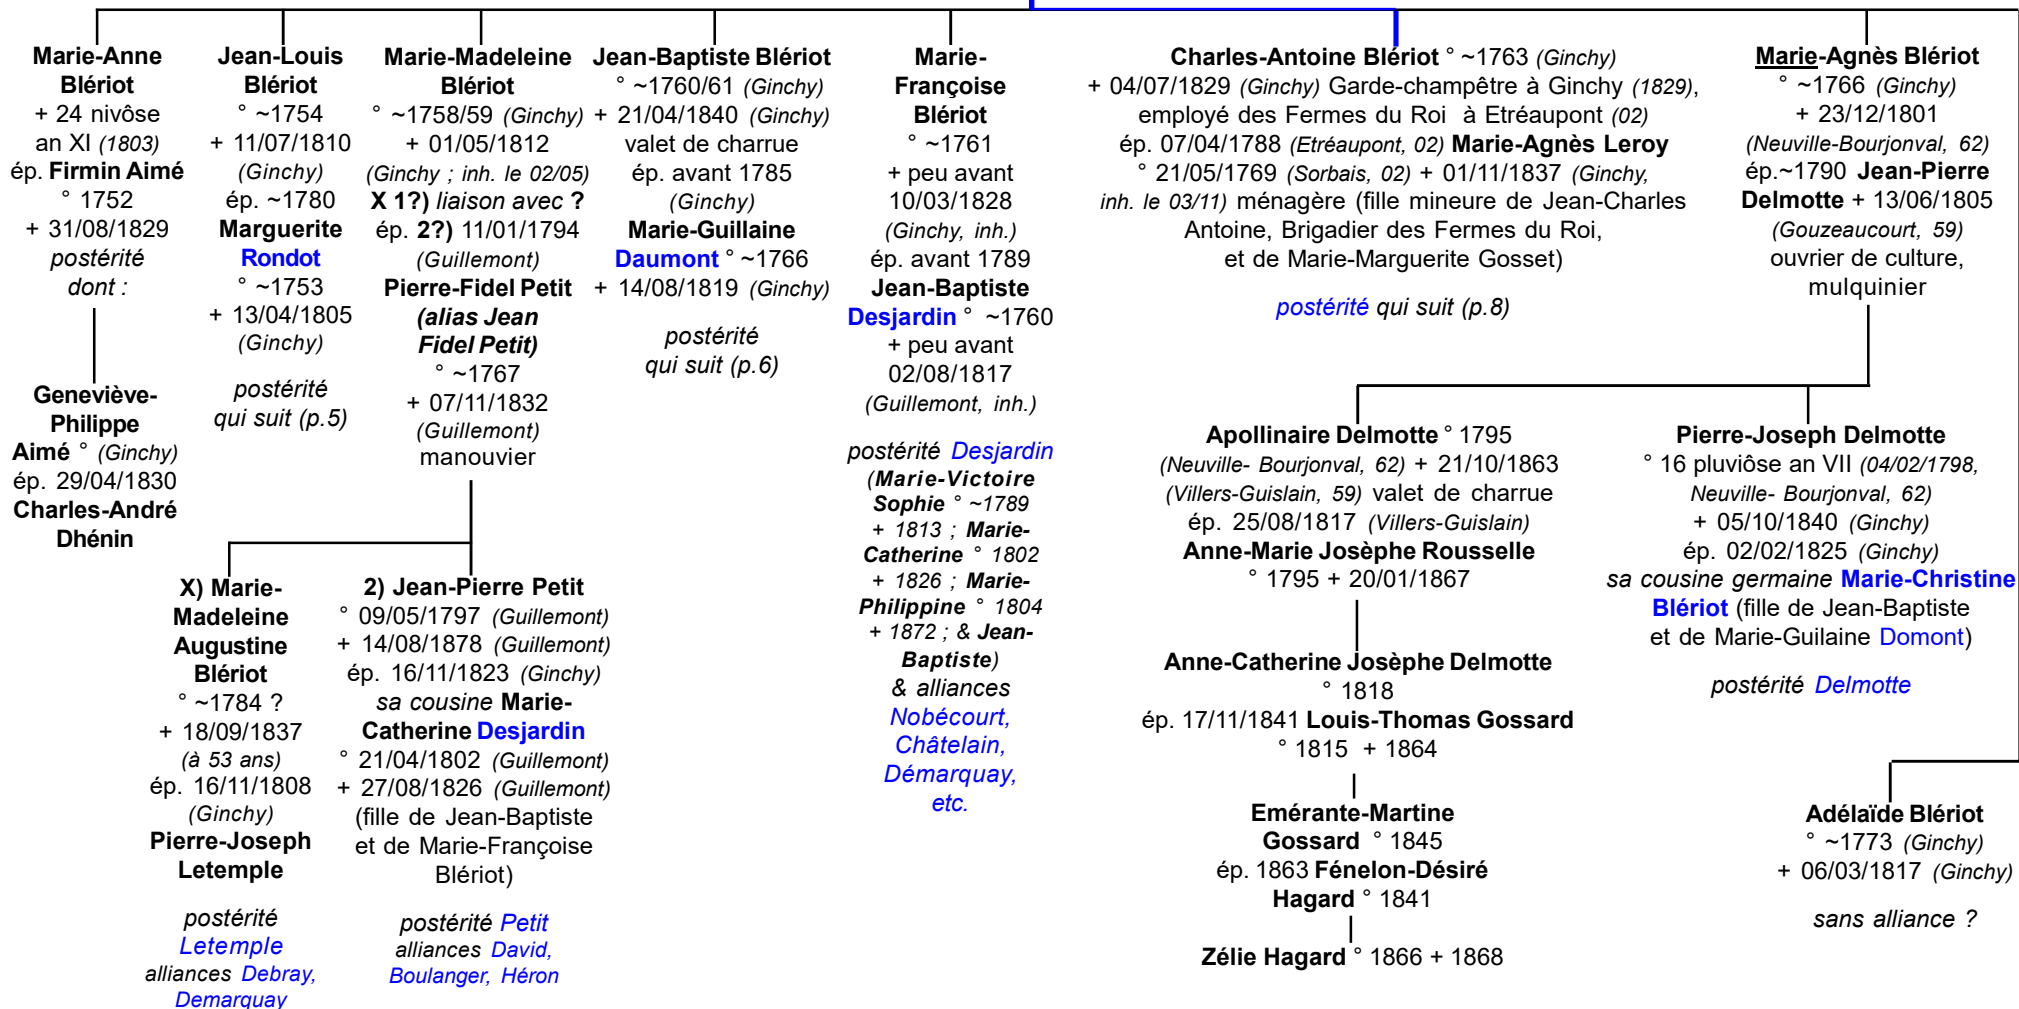 Marie-Anne
Blériot
+ 24 nivôse
an XI (1803)
ép. Firmin Aimé
° 1752
+ 31/08/1829
postérité
dont :
Geneviève-
Philippe
Aimé ° (Ginchy)
ép. 29/04/1830
Charles-André
Dhénin
Jean-Louis
Blériot
° ~1754
+ 11/07/1810
(Ginchy)
ép. ~1780
Marguerite
Rondot
° ~1753
+ 13/04/1805
(Ginchy)
postérité
qui suit (p.5)
Marie-Madeleine
Blériot
° ~1758/59 (Ginchy)
+ 01/05/1812
(Ginchy ; inh. le 02/05)
X 1?) liaison avec ?
ép. 2?) 11/01/1794
(Guillemont)
Pierre-Fidel Petit
(alias Jean
Fidel Petit)
° ~1767
+ 07/11/1832
(Guillemont)
manouvier
X) Marie-
Madeleine
Augustine
Blériot
° ~1784 ?
+ 18/09/1837
(à 53 ans)
ép. 16/11/1808
(Ginchy)
Pierre-Joseph
Letemple
postérité
Letemple
alliances Debray,
Demarquay
2) Jean-Pierre Petit
° 09/05/1797 (Guillemont)
+ 14/08/1878 (Guillemont)
ép. 16/11/1823 (Ginchy)
sa cousine Marie-
Catherine Desjardin
° 21/04/1802 (Guillemont)
+ 27/08/1826 (Guillemont)
(fille de Jean-Baptiste
et de Marie-Françoise
Blériot)
postérité Petit
alliances David,
Boulanger, Héron
Jean-Baptiste Blériot
° ~1760/61 (Ginchy)
+ 21/04/1840 (Ginchy)
valet de charrue
ép. avant 1785
(Ginchy)
Marie-Guillaine
Daumont ° ~1766
+ 14/08/1819 (Ginchy)
postérité
qui suit (p.6)
Marie-
Françoise
Blériot
° ~1761
+ peu avant
10/03/1828
(Ginchy, inh.)
ép. avant 1789
Jean-Baptiste
Desjardin ° ~1760
+ peu avant
02/08/1817
(Guillemont, inh.)
postérité Desjardin
(Marie-Victoire
Sophie ° ~1789
+ 1813 ; Marie-
Catherine ° 1802
+ 1826 ; Marie-
Philippine ° 1804
+ 1872 ; & Jean-
Baptiste)
& alliances
Nobécourt,
Châtelain,
Démarquay,
etc.
Charles-Antoine Blériot ° ~1763 (Ginchy)
+ 04/07/1829 (Ginchy) Garde-champêtre à Ginchy (1829),
employé des Fermes du Roi à Etréaupont (02)
ép. 07/04/1788 (Etréaupont, 02) Marie-Agnès Leroy
° 21/05/1769 (Sorbais, 02) + 01/11/1837 (Ginchy,
inh. le 03/11) ménagère (fille mineure de Jean-Charles
Antoine, Brigadier des Fermes du Roi,
et de Marie-Marguerite Gosset)
postérité qui suit (p.8)
Marie-Agnès Blériot
° ~1766 (Ginchy)
+ 23/12/1801
(Neuville-Bourjonval, 62)
ép.~1790 Jean-Pierre
Delmotte + 13/06/1805
(Gouzeaucourt, 59)
ouvrier de culture,
mulquinier
Apollinaire Delmotte ° 1795
(Neuville- Bourjonval, 62) + 21/10/1863
(Villers-Guislain, 59) valet de charrue
ép. 25/08/1817 (Villers-Guislain)
Anne-Marie Josèphe Rousselle
° 1795 + 20/01/1867
Anne-Catherine Josèphe Delmotte
° 1818
ép. 17/11/1841 Louis-Thomas Gossard
° 1815 + 1864
Emérante-Martine
Gossard ° 1845
ép. 1863 Fénelon-Désiré
Hagard ° 1841
Zélie Hagard ° 1866 + 1868
Pierre-Joseph Delmotte
° 16 pluviôse an VII (04/02/1798,
Neuville- Bourjonval, 62)
+ 05/10/1840 (Ginchy)
ép. 02/02/1825 (Ginchy)
sa cousine germaine Marie-Christine
Blériot (fille de Jean-Baptiste
et de Marie-Guilaine Domont)
postérité Delmotte
Adélaïde Blériot
° ~1773 (Ginchy)
+ 06/03/1817 (Ginchy)
sans alliance ?